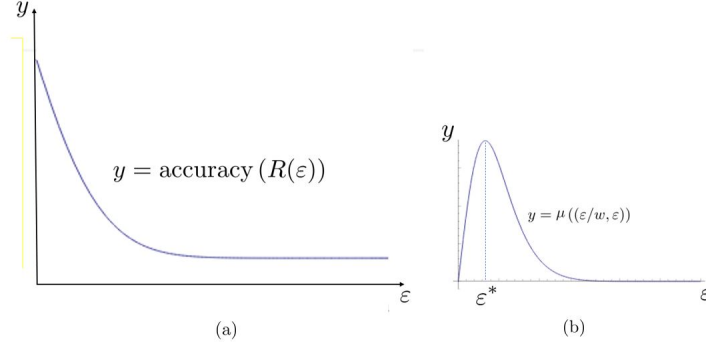 y
y = accuracy (R(ε))
ε
(a)
y
y = μ ((ε/w, ε))
ε*
ε
(b)